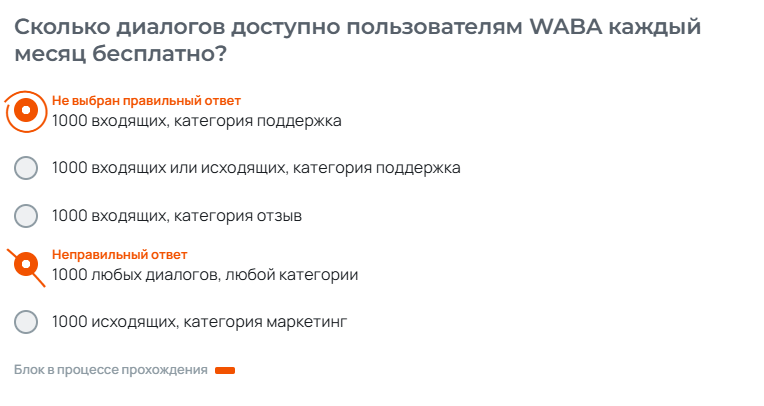 Сколько диалогов доступно пользователям WABA каждый
месяц бесплатно?
Не выбран правильный ответ
1000 входящих, категория поддержка
1000 входящих или исходящих, категория поддержка
1000 входящих, категория отзыв
Неправильный ответ
1000 любых диалогов, любой категории
1000 исходящих, категория маркетинг
Блок в процессе прохождения